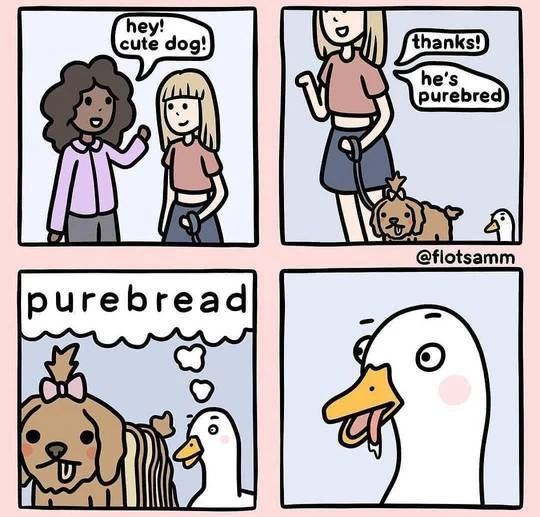 hey!
cute dog!
thanks!
he's
purebred
@flotsamm
purebread